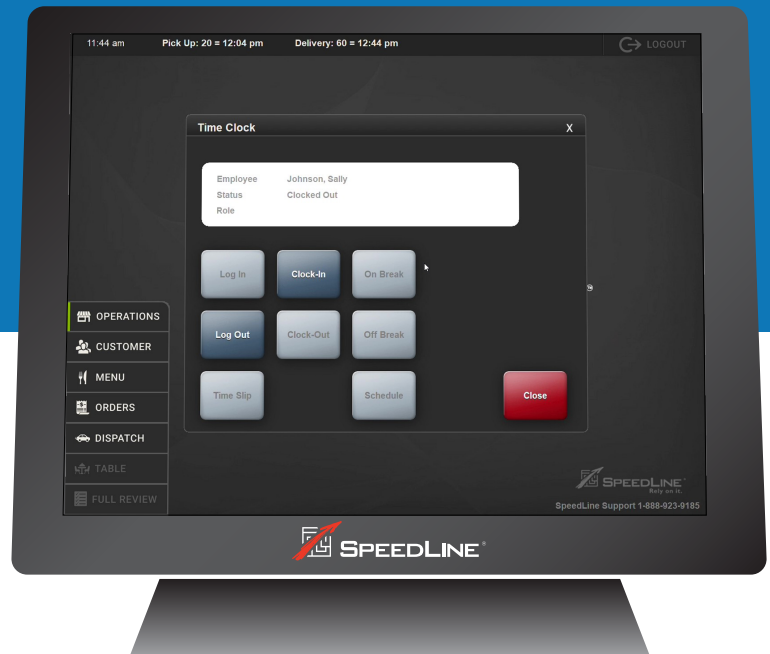 11:44 am Pick Up: 20 = 12:04 pm Delivery: 60 = 12:44 pm LOGOUT
Time Clock X
Employee Johnson, Sally
Status Clocked Out
Role
Log In Clock-In On Break
Log Out Clock-Out Off Break
Time Slip Schedule Close
OPERATIONS
CUSTOMER
MENU
ORDERS
DISPATCH
TABLE
FULL REVIEW
SPEEDLINE
Rely on it.
SpeedLine Support 1-888-923-9185
SPEEDLINE